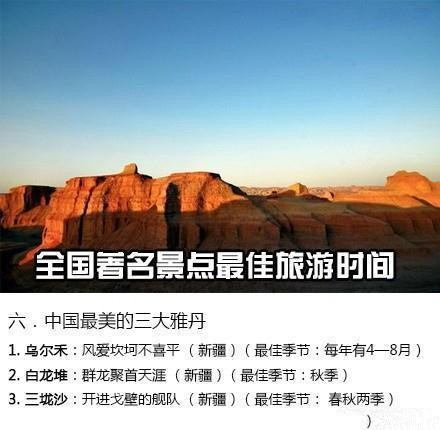 全国著名景点最佳旅游时间
六．中国最美的三大雅丹
1. 乌尔禾：风爱坎坷不喜平（新疆）（最佳季节：每年有4—8月）
2. 白龙堆：群龙聚首天涯（新疆）（最佳季节：秋季）
3. 三垅沙：开进戈壁的舰队（新疆）（最佳季节： 春秋两季
）